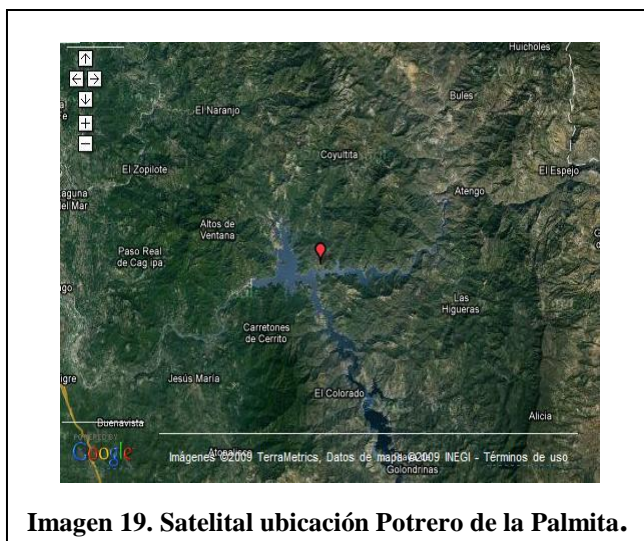 Huicholes
Bules
El Naranjo
Coyultita
El Zopilote
El Espejo
Atengo
Laguna
del Mar
Altos de
Ventana
Paso Real
de Cag ipa
Las
Higueras
Carretones
de Cerrito
Jesús María
El Colorado
Alicia
Buenavista
POWERED BY
Google
Imágenes ©2009 TerraMetrics, Datos de mapa ©2009 INEGI - Términos de uso
Golondrinas
Imagen 19. Satelital ubicación Potrero de la Palmita.